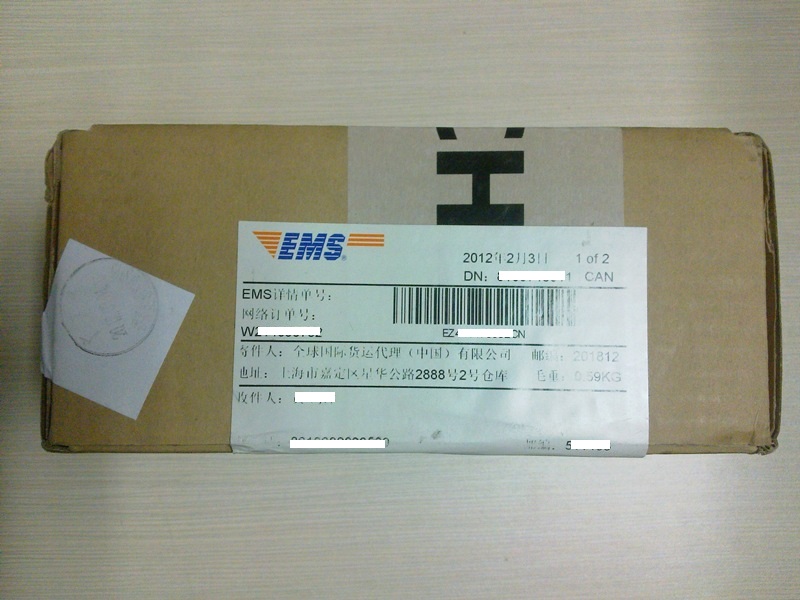 H
EMS
2012年2月3日 1 of 2
DN: CAN
EMS详情单号:
网络订单号:
寄件人: 全球国际货运代理(中国)有限公司 邮编: 201812
地址: 上海市嘉定区星华公路2888号2号仓库 毛重: 0.59KG
收件人: